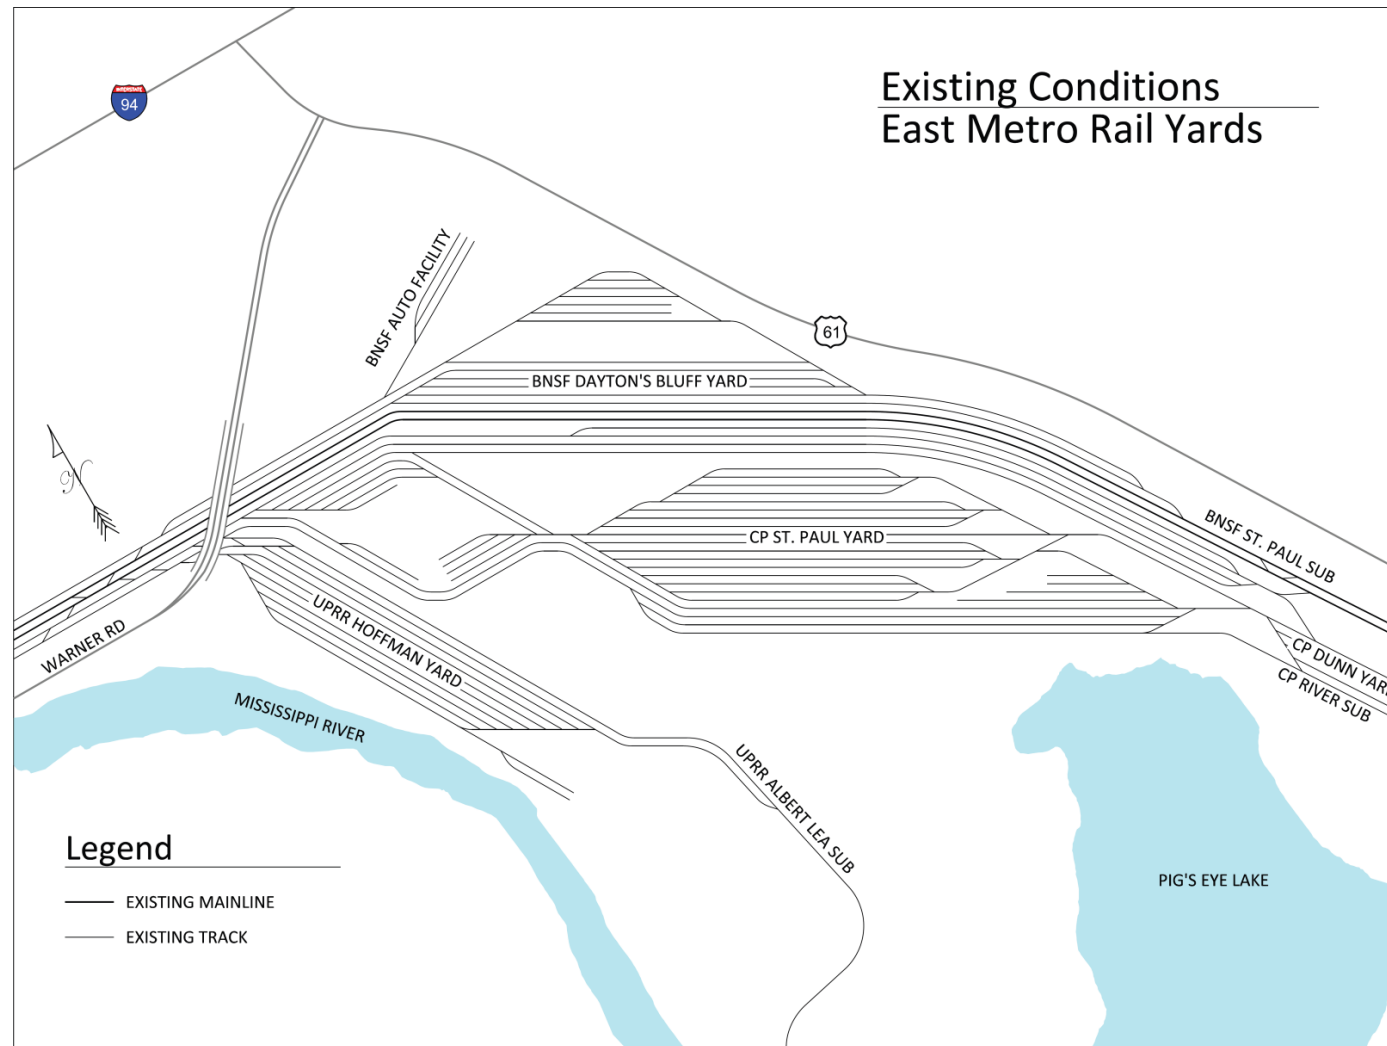 Existing Conditions
East Metro Rail Yards
INTERSTATE
94
BNSF AUTO FACILITY
61
BNSF DAYTON'S BLUFF YARD
N
BNSF ST. PAUL SUB
CP ST. PAUL YARD
WARNER RD
UPRR HOFFMAN YARD
CP DUNN YARD
CP RIVER SUB
MISSISSIPPI RIVER
UPRR ALBERT LEA SUB
PIG'S EYE LAKE
Legend
EXISTING MAINLINE
EXISTING TRACK